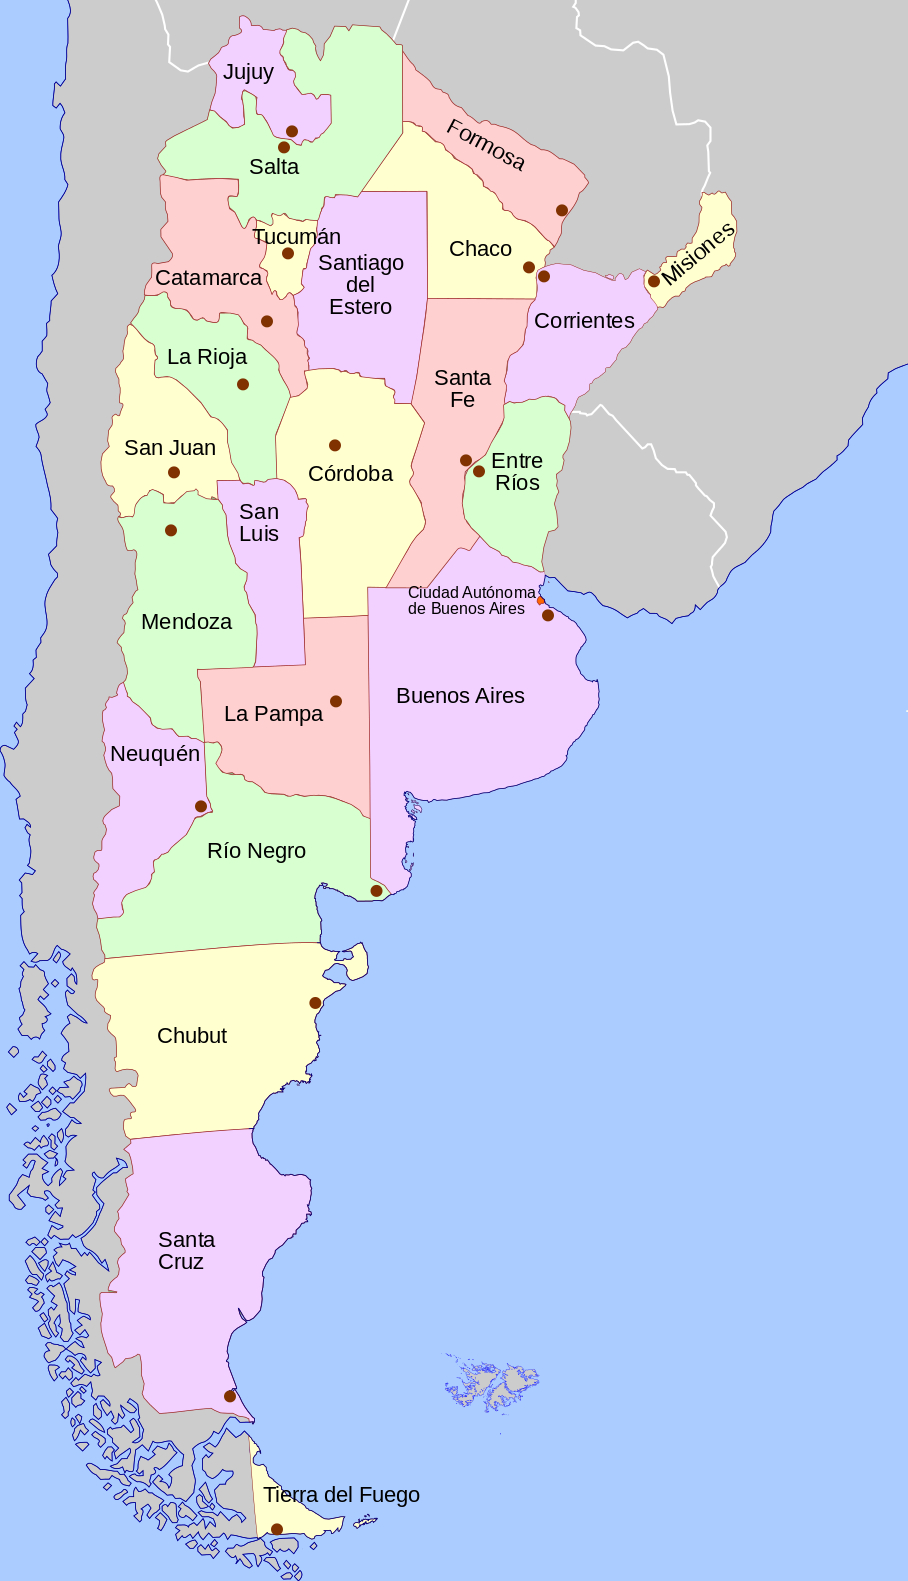 Jujuy
Formosa
Salta
Misiones
Tucumán
Chaco
Santiago
del
Estero
Catamarca
Corrientes
La Rioja
Santa
Fe
San Juan
Entre
Ríos
Córdoba
San
Luis
Ciudad Autónoma
de Buenos Aires
Mendoza
Buenos Aires
La Pampa
Neuquén
Río Negro
Chubut
Santa
Cruz
Tierra del Fuego